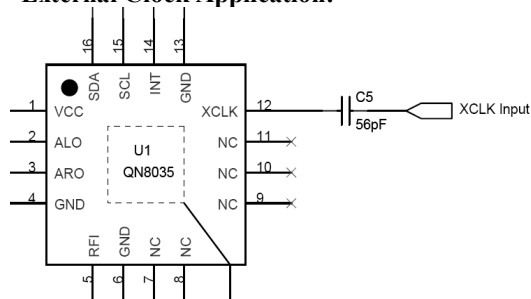 External Clock Application:
16 15 14 13
SDA SCL INT GND
1 VCC XCLK 12 C5 XCLK Input
56pF
2 ALO NC 11
U1
3 ARO QN8035 NC 10
4 GND NC 9
RFI GND NC NC
5 6 7 8